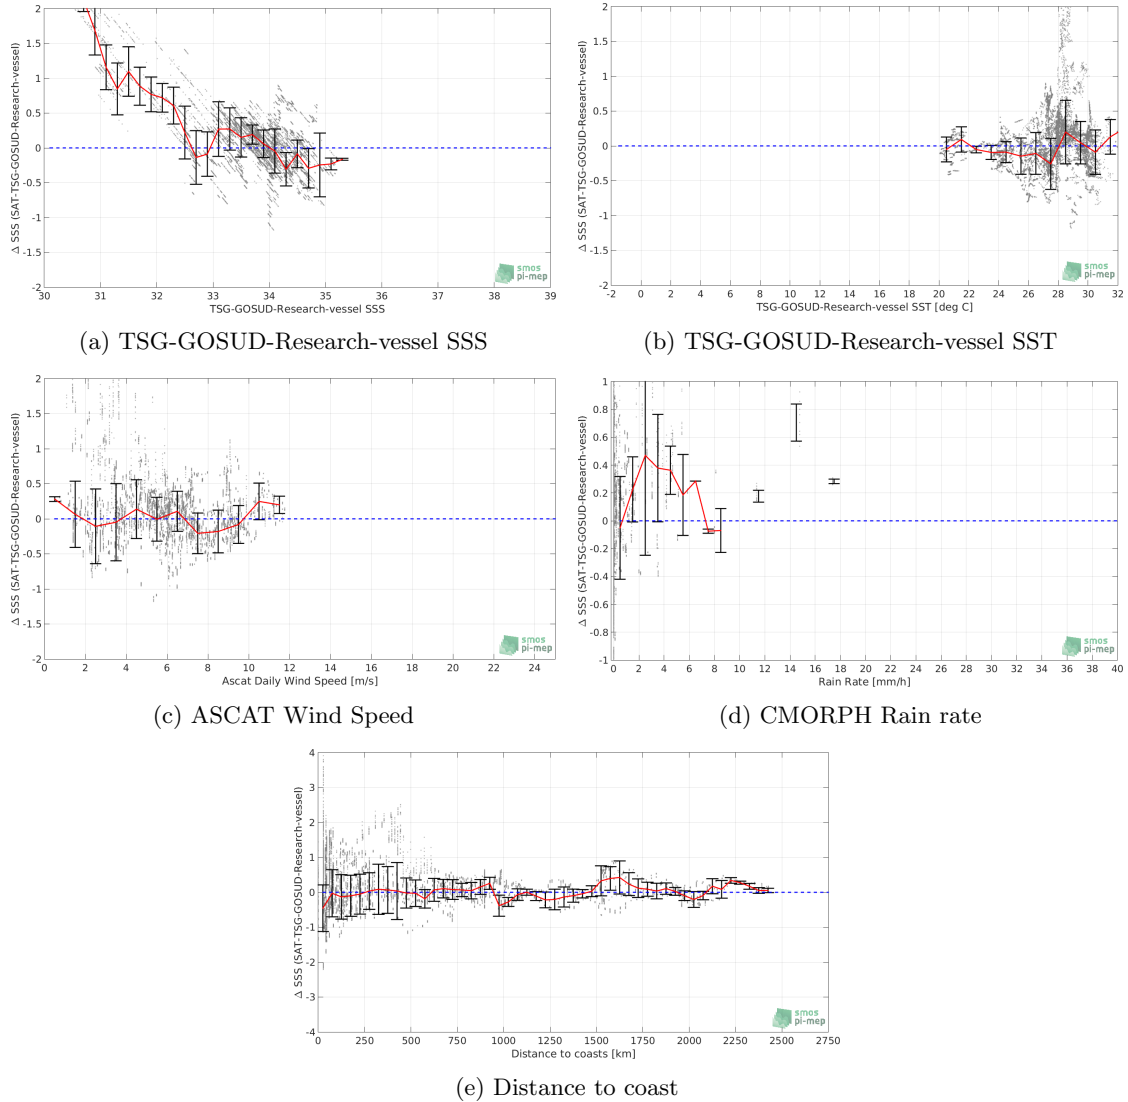 Δ SSS (SAT-TSG-GOSUD-Research-vessel)
2
1.5
1
0.5
0
-0.5
-1
-1.5
-2
30 31 32 33 34 35 36 37 38 39
TSG-GOSUD-Research-vessel SSS
smos
pi-mep
(a) TSG-GOSUD-Research-vessel SSS
Δ SSS (SAT-TSG-GOSUD-Research-vessel)
2
1.5
1
0.5
0
-0.5
-1
-1.5
-2
-2 0 2 4 6 8 10 12 14 16 18 20 22 24 26 28 30 32
TSG-GOSUD-Research-vessel SST [deg C]
smos
pi-mep
(b) TSG-GOSUD-Research-vessel SST
Δ SSS (SAT-TSG-GOSUD-Research-vessel)
2
1.5
1
0.5
0
-0.5
-1
-1.5
-2
0 2 4 6 8 10 12 14 16 18 20 22 24
Ascat Daily Wind Speed [m/s]
smos
pi-mep
(c) ASCAT Wind Speed
Δ SSS (SAT-TSG-GOSUD-Research-vessel)
1
0.8
0.6
0.4
0.2
0
-0.2
-0.4
-0.6
-0.8
-1
0 2 4 6 8 10 12 14 16 18 20 22 24 26 28 30 32 34 36 38 40
Rain Rate [mm/h]
smos
pi-mep
(d) CMORPH Rain rate
Δ SSS (SAT-TSG-GOSUD-Research-vessel)
4
3
2
1
0
-1
-2
-3
-4
0 250 500 750 1000 1250 1500 1750 2000 2250 2500 2750
Distance to coasts [km]
smos
pi-mep
(e) Distance to coast